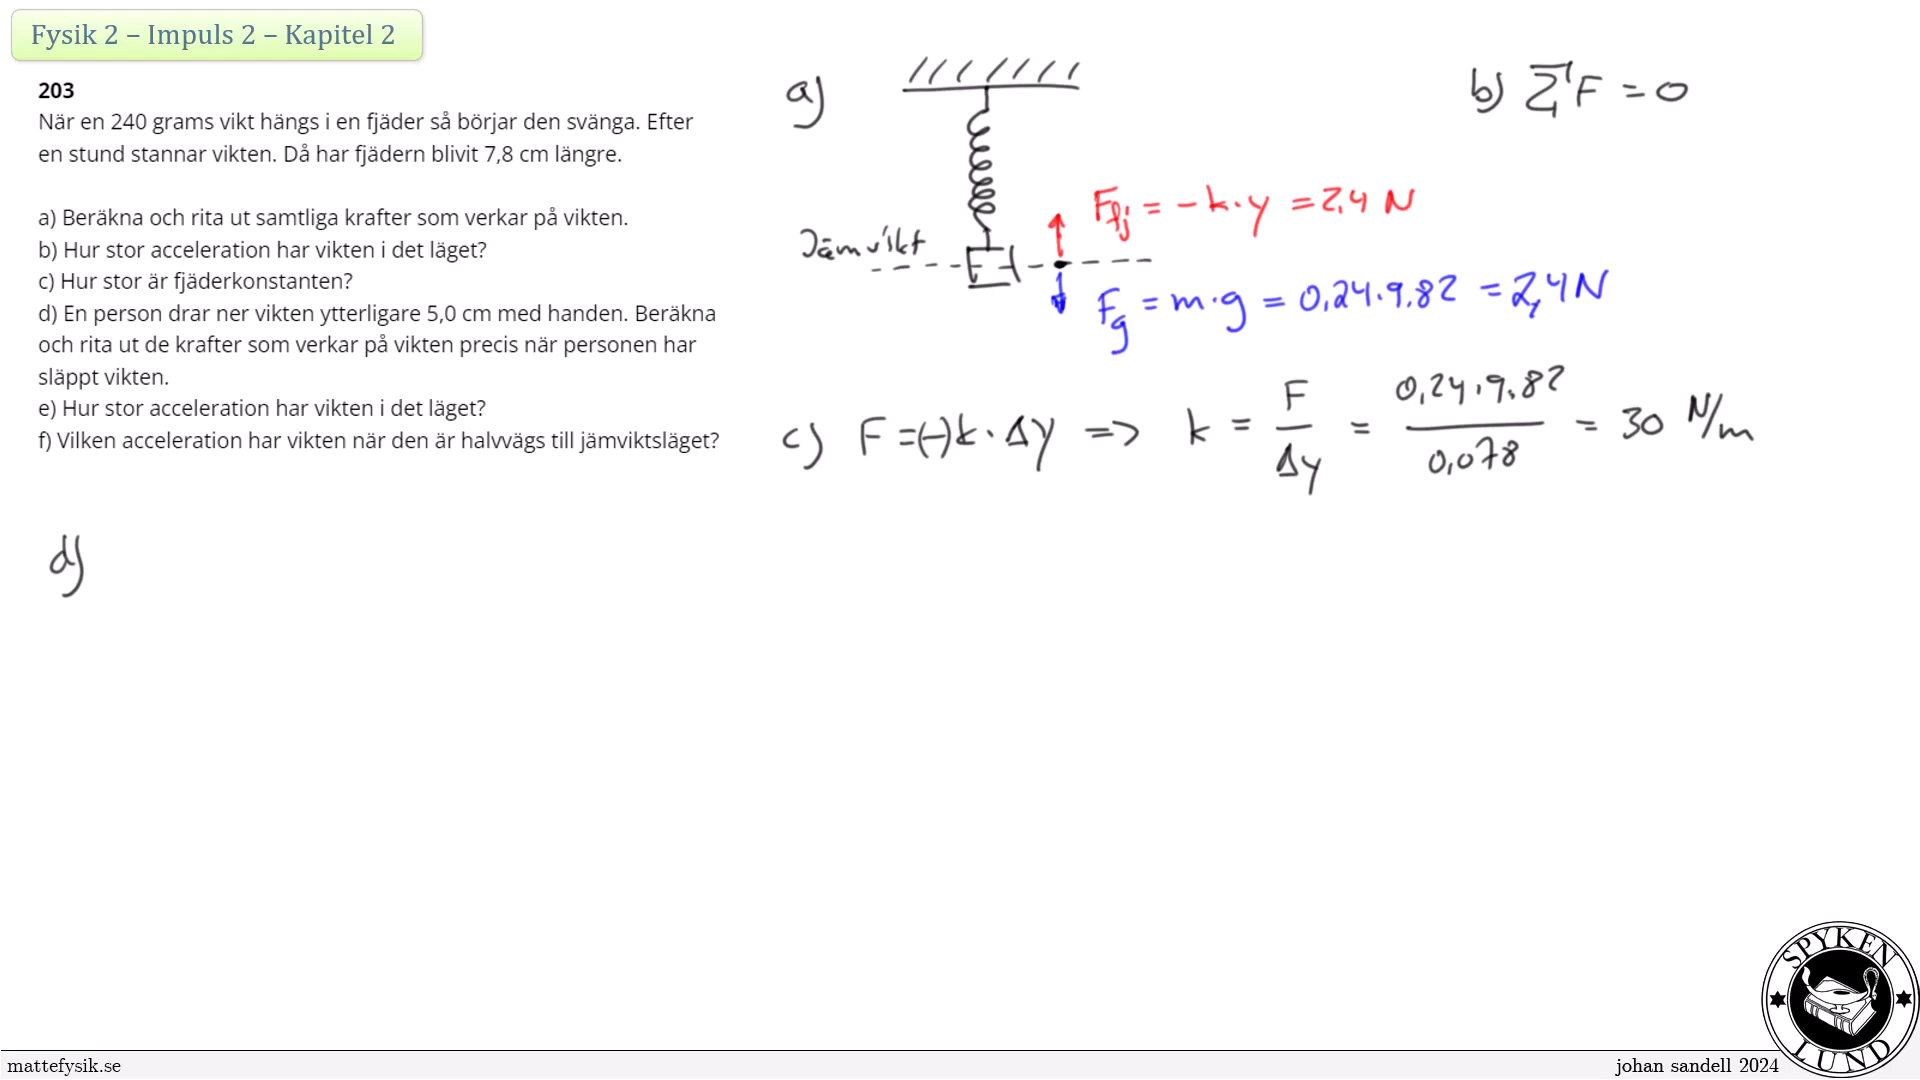 Fysik 2 – Impuls 2 – Kapitel 2
203
När en 240 grams vikt hängs i en fjäder så börjar den svänga. Efter
en stund stannar vikten. Då har fjädern blivit 7,8 cm längre.
a) Beräkna och rita ut samtliga krafter som verkar på vikten.
b) Hur stor acceleration har vikten i det läget?
c) Hur stor är fjäderkonstanten?
d) En person drar ner vikten ytterligare 5,0 cm med handen. Beräkna
och rita ut de krafter som verkar på vikten precis när personen har
släppt vikten.
e) Hur stor acceleration har vikten i det läget?
f) Vilken acceleration har vikten när den är halvvägs till jämviktsläget?
a)
Jämvikt
F_fj = -k·y = 2,4 N
F_g = m·g = 0,24·9,82 = 2,4 N
b) ΣF = 0
c) F = (-)k·Δy => k = F/Δy = 0,24·9,82/0,078 = 30 N/m
d)
SPYKEN
LUND
mattefysik.se
johan sandell 2024